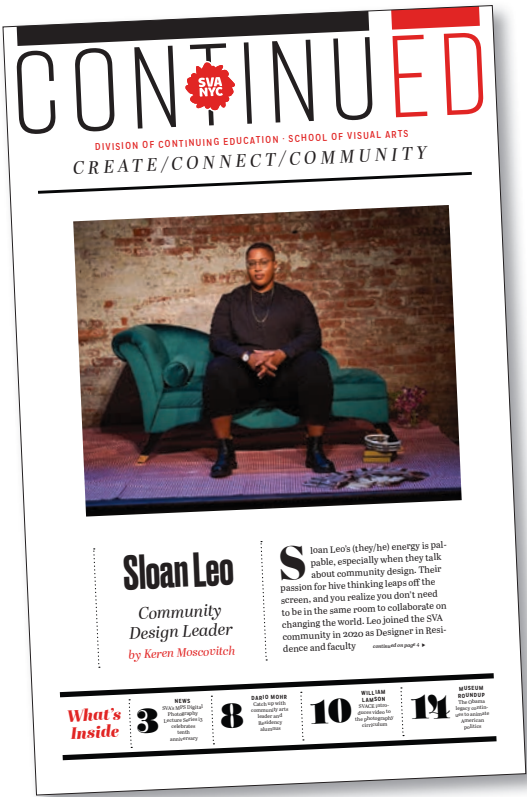 CONTINUED
SVA
NYC
DIVISION OF CONTINUING EDUCATION · SCHOOL OF VISUAL ARTS
CREATE/CONNECT/COMMUNITY
Sloan Leo
Community
Design Leader
by Keren Moscovitch
Sloan Leo's (they/he) energy is pal-
pable, especially when they talk
about community design. Their
passion for hive thinking leaps off the
screen, and you realize you don't need
to be in the same room to collaborate on
changing the world. Leo joined the SVA
community in 2020 as Designer in Resi-
dence and faculty continued on page 4 ▶
What's
Inside
3
NEWS
SVA's MPS Digital
Photography
Lecture Series
celebrates
tenth
anniversary
8
DARIO MOHR
Catch up with
community arts
leader and
Residency
alumnus
10
WILLIAM
LAMSON
SVACE intro-
duces video to
the photography
curriculum
14
MUSEUM
ROUNDUP
The Obama
legacy contin-
ues to animate
American
politics